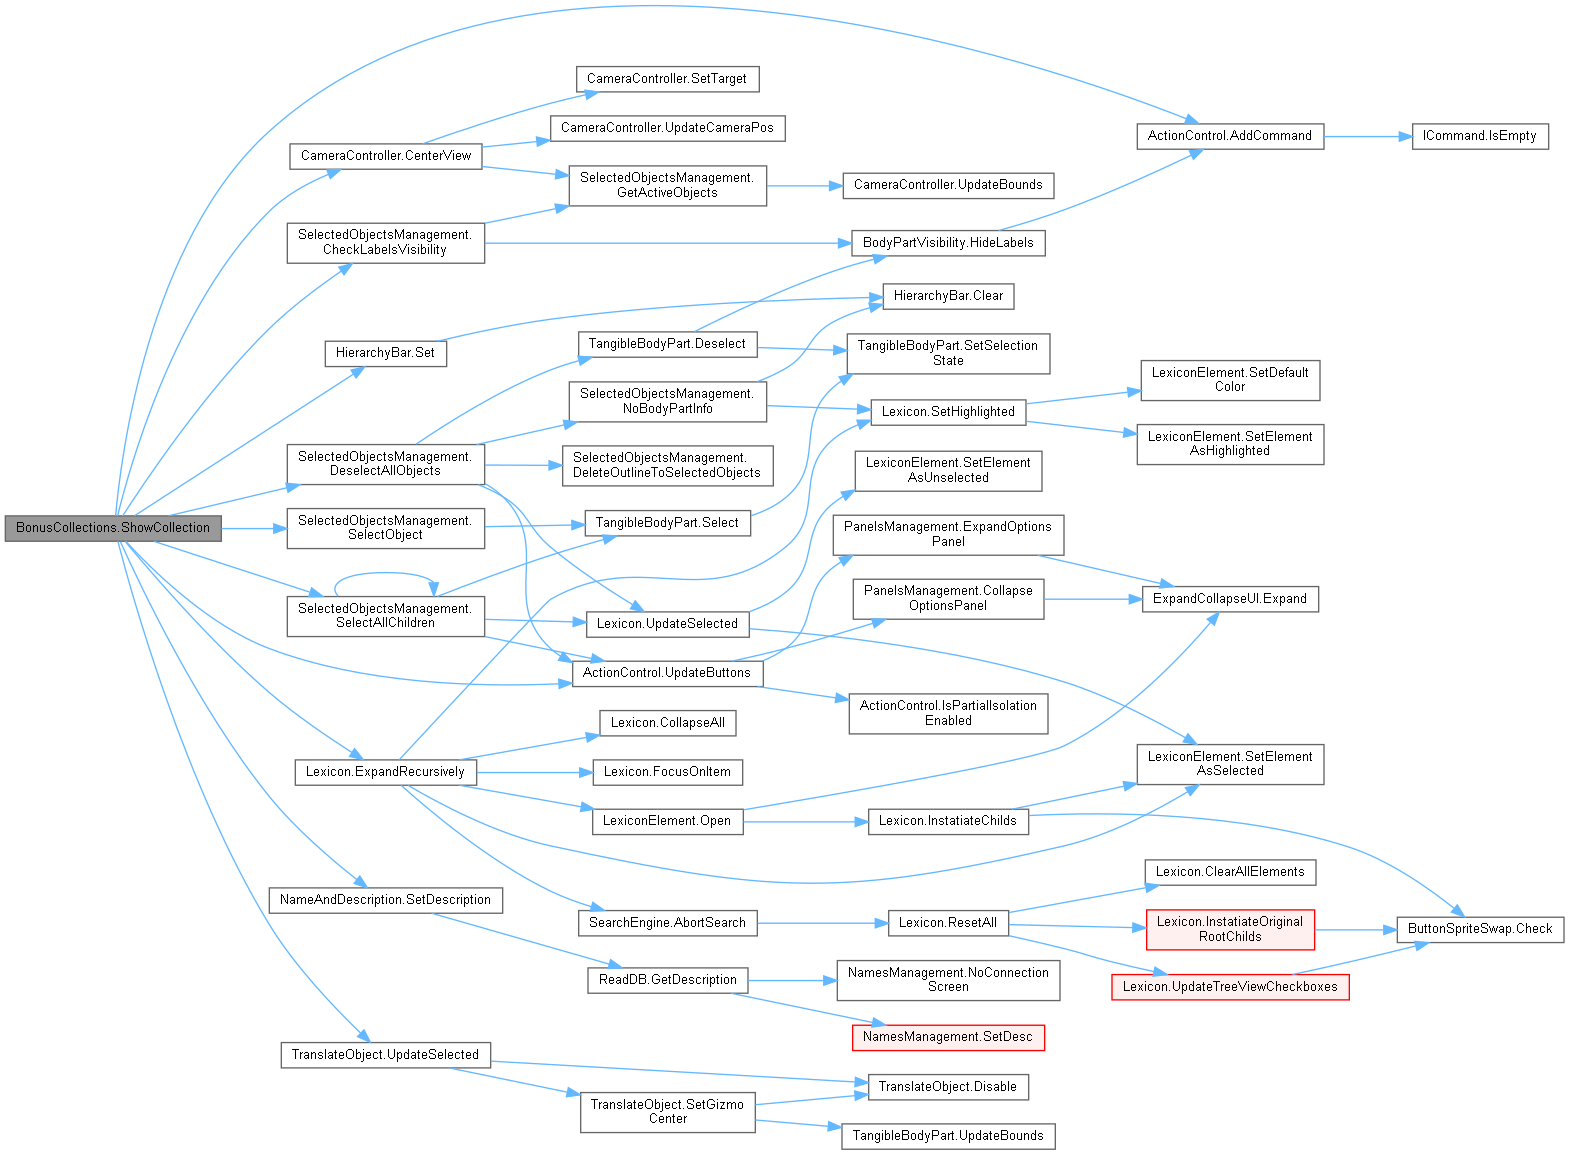 BonusCollections.ShowCollection
CameraController.CenterView
SelectedObjectsManagement.
CheckLabelsVisibility
HierarchyBar.Set
SelectedObjectsManagement.
DeselectAllObjects
SelectedObjectsManagement.
SelectObject
SelectedObjectsManagement.
SelectAllChildren
Lexicon.ExpandRecursively
NameAndDescription.SetDescription
TranslateObject.UpdateSelected
CameraController.SetTarget
CameraController.UpdateCameraPos
SelectedObjectsManagement.
GetActiveObjects
TangibleBodyPart.Deselect
SelectedObjectsManagement.
NoBodyPartInfo
SelectedObjectsManagement.
DeleteOutlineToSelectedObjects
TangibleBodyPart.Select
Lexicon.UpdateSelected
ActionControl.UpdateButtons
Lexicon.CollapseAll
Lexicon.FocusOnItem
LexiconElement.Open
SearchEngine.AbortSearch
ReadDB.GetDescription
TranslateObject.SetGizmo
Center
CameraController.UpdateBounds
BodyPartVisibility.HideLabels
HierarchyBar.Clear
TangibleBodyPart.SetSelection
State
Lexicon.SetHighlighted
LexiconElement.SetElement
AsUnselected
PanelsManagement.ExpandOptions
Panel
PanelsManagement.Collapse
OptionsPanel
ActionControl.IsPartialIsolation
Enabled
Lexicon.InstatiateChilds
Lexicon.ResetAll
NamesManagement.NoConnection
Screen
NamesManagement.SetDesc
TranslateObject.Disable
TangibleBodyPart.UpdateBounds
ActionControl.AddCommand
LexiconElement.SetDefault
Color
LexiconElement.SetElement
AsHighlighted
ExpandCollapseUI.Expand
LexiconElement.SetElement
AsSelected
Lexicon.ClearAllElements
Lexicon.InstatiateOriginal
RootChilds
Lexicon.UpdateTreeViewCheckboxes
ICommand.IsEmpty
ButtonSpriteSwap.Check